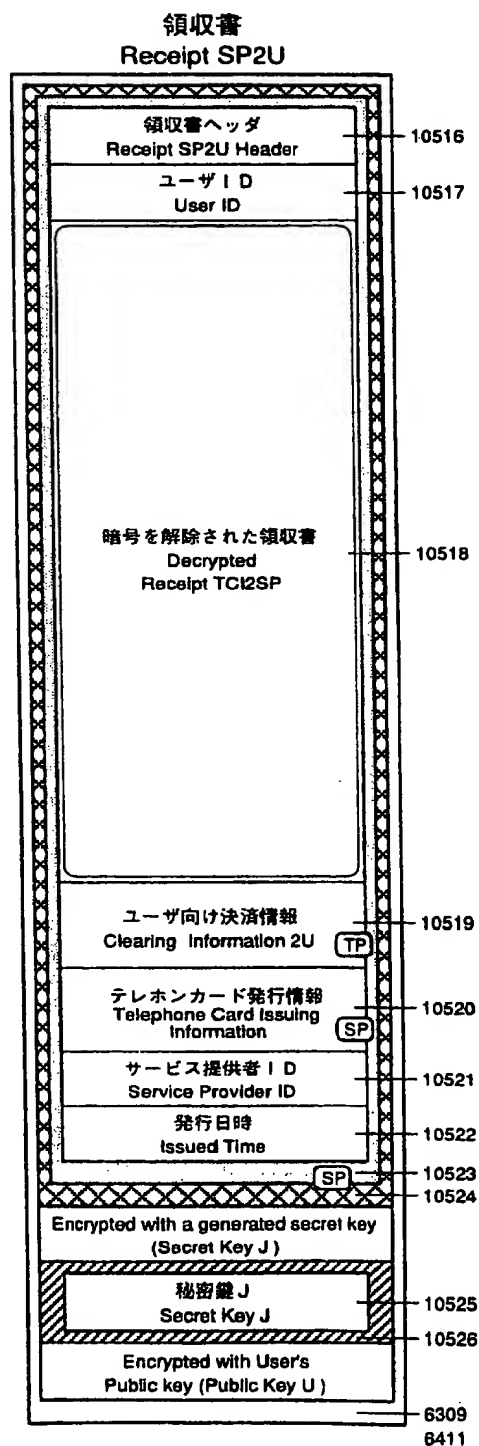 領収書
Receipt SP2U
領収書ヘッダ
Receipt SP2U Header
10516
ユーザID
User ID
10517
暗号を解除された領収書
Decrypted
Receipt TCI2SP
10518
ユーザ向け決済情報
Clearing Information 2U
TP
10519
テレホンカード発行情報
Telephone Card Issuing
Information
SP
10520
サービス提供者ID
Service Provider ID
10521
発行日時
Issued Time
10522
SP
10523
10524
Encrypted with a generated secret key
(Secret Key J)
秘密鍵J
Secret Key J
10525
10526
Encrypted with User's
Public key (Public Key U)
6309
6411